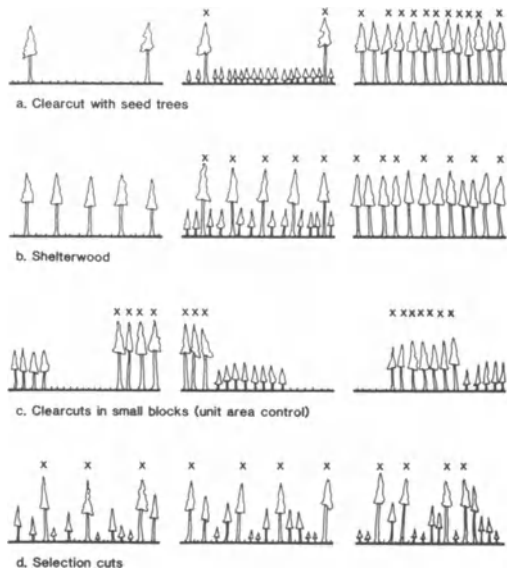 a. Clearcut with seed trees
b. Shelterwood
c. Clearcuts in small blocks (unit area control)
d. Selection cuts